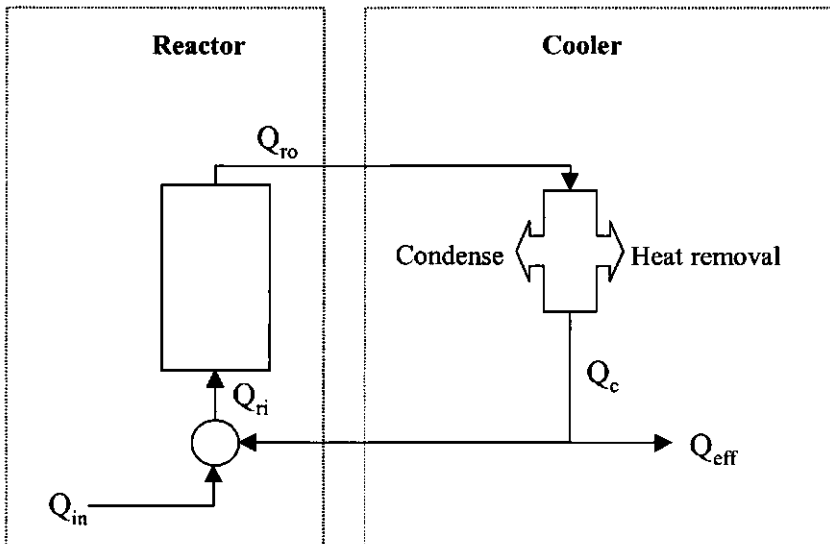 Reactor
Cooler
Q_ro
Condense
Heat removal
Q_c
Q_ri
Q_eff
Q_in